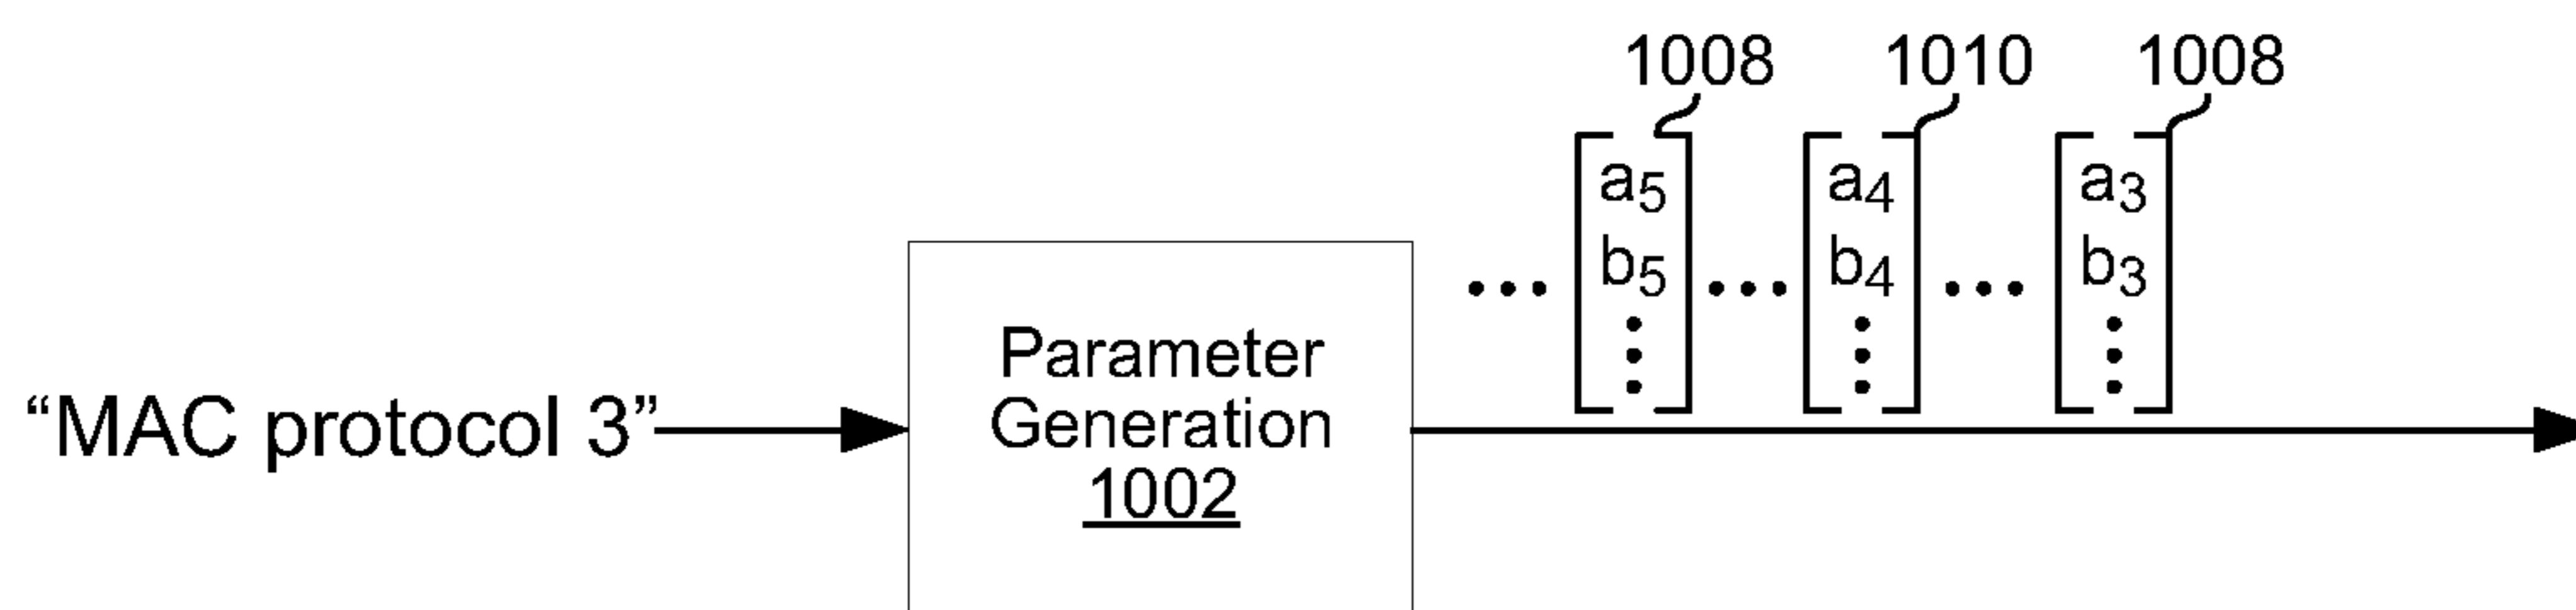 1008 1010 1008
a5 a4 a3
... b5 ... b4 ... b3
“MAC protocol 3”
Parameter
Generation
1002